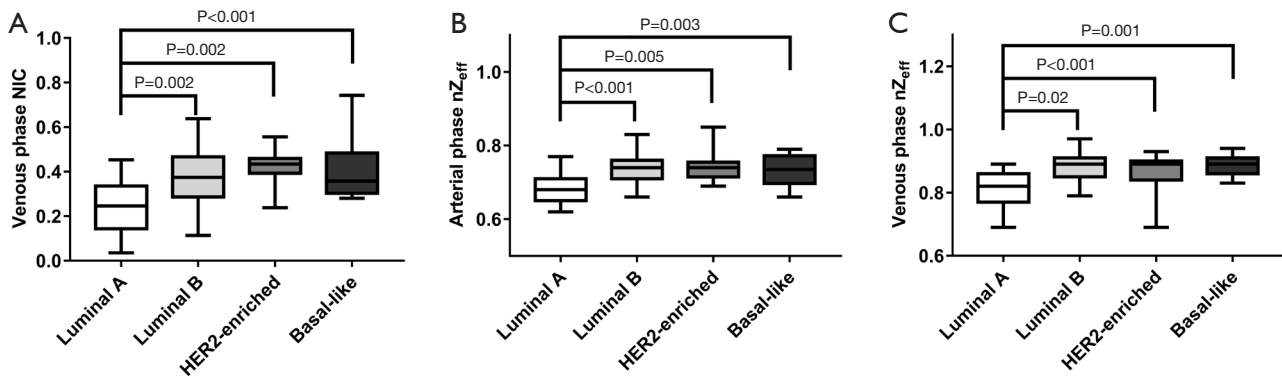 A
P<0.001
P=0.002
P=0.002
Venous phase NIC
1.0
0.8
0.6
0.4
0.2
0.0
Luminal A
Luminal B
HER2-enriched
Basal-like
B
P=0.003
P=0.005
P<0.001
Arterial phase nZeff
1.0
0.8
0.6
Luminal A
Luminal B
HER2-enriched
Basal-like
C
P=0.001
P<0.001
P=0.02
Venous phase nZeff
1.2
1.0
0.8
0.6
Luminal A
Luminal B
HER2-enriched
Basal-like